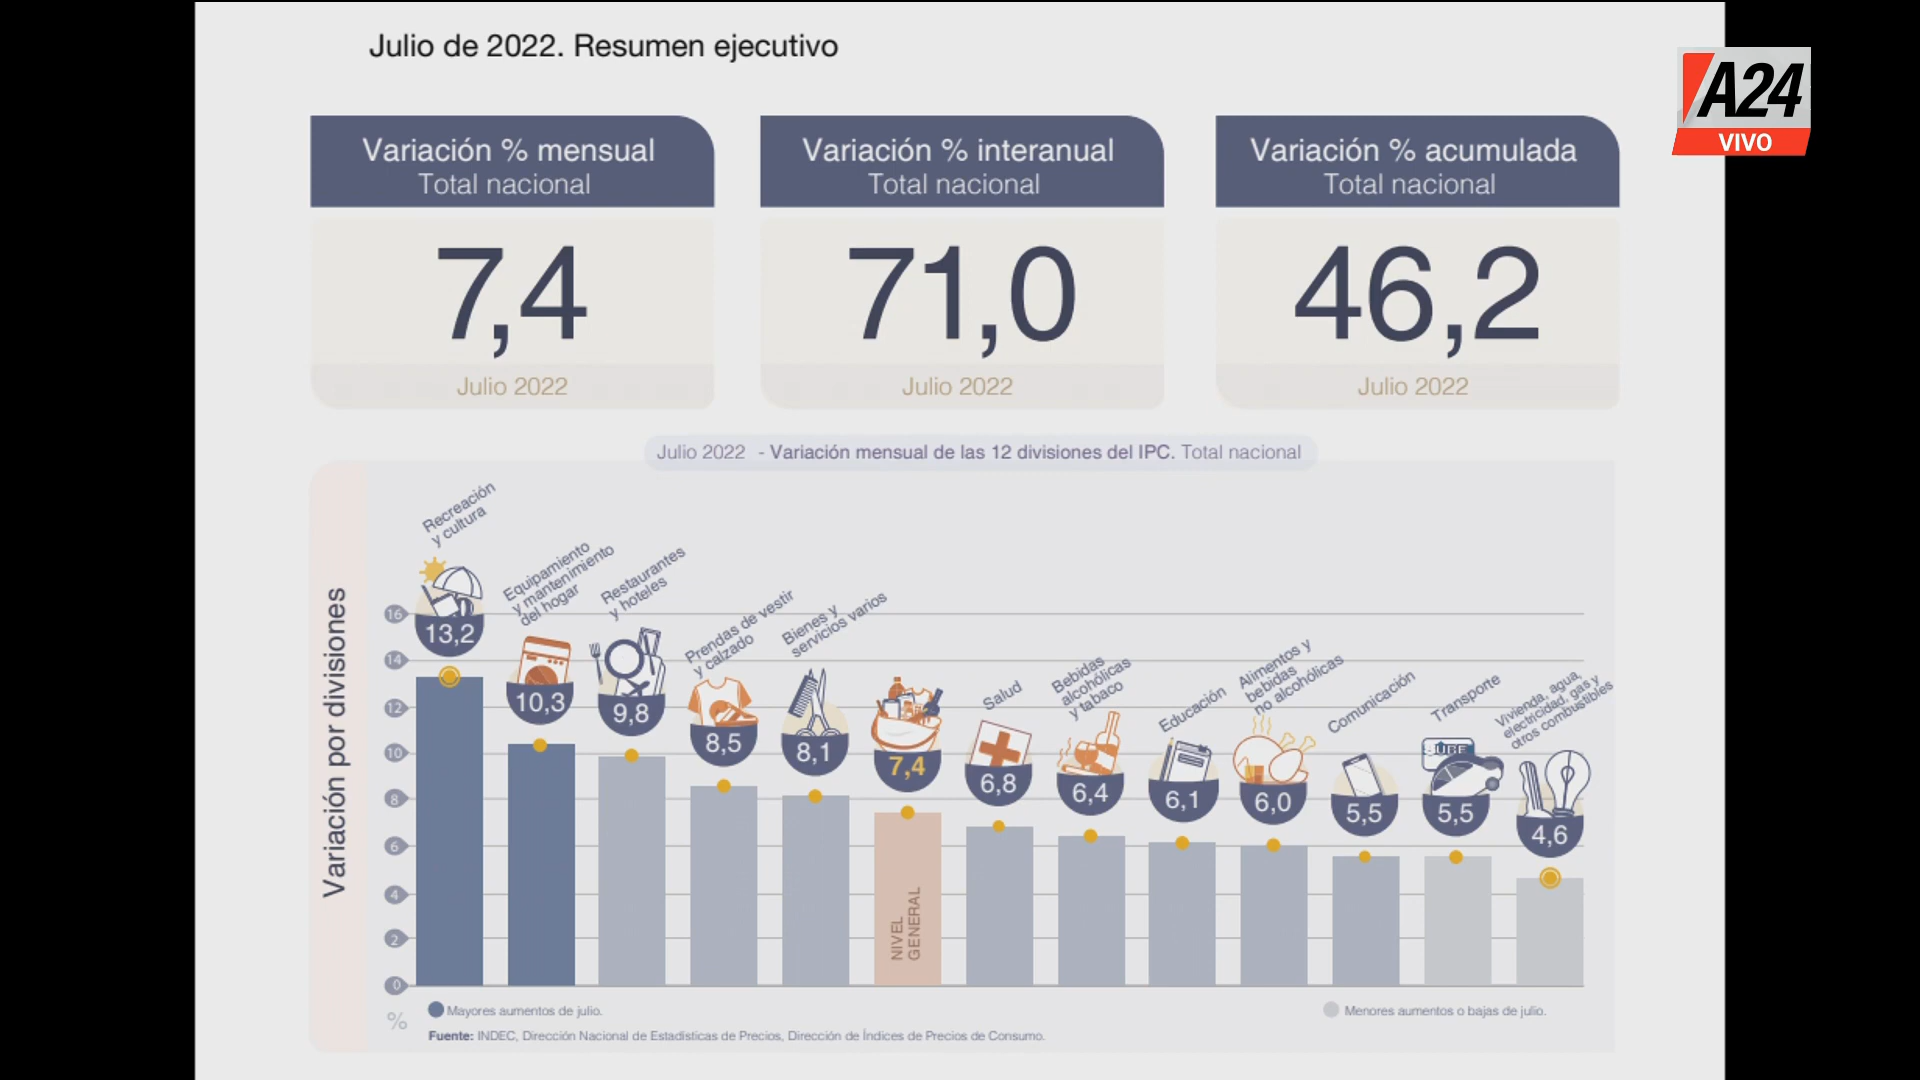 Julio de 2022. Resumen ejecutivo
A24
VIVO
Variación % mensual
Total nacional
7,4
Julio 2022
Variación % interanual
Total nacional
71,0
Julio 2022
Variación % acumulada
Total nacional
46,2
Julio 2022
Julio 2022 - Variación mensual de las 12 divisiones del IPC. Total nacional
Variación por divisiones
16
14
12
10
8
6
4
2
0
%
Recreación
y cultura
13,2
Equipamiento
y mantenimiento
del hogar
10,3
Restaurantes
y hoteles
9,8
Prendas de vestir
y calzado
8,5
Bienes y
servicios varios
8,1
7,4
NIVEL
GENERAL
Salud
6,8
Bebidas
alcohólicas
y tabaco
6,4
Educación
6,1
Alimentos y
bebidas
no alcohólicas
6,0
Comunicación
5,5
Transporte
SUBE
5,5
Vivienda, agua,
electricidad, gas y
otros combustibles
4,6
Mayores aumentos de julio.
Menores aumentos o bajas de julio.
Fuente: INDEC, Dirección Nacional de Estadísticas de Precios, Dirección de Índices de Precios de Consumo.